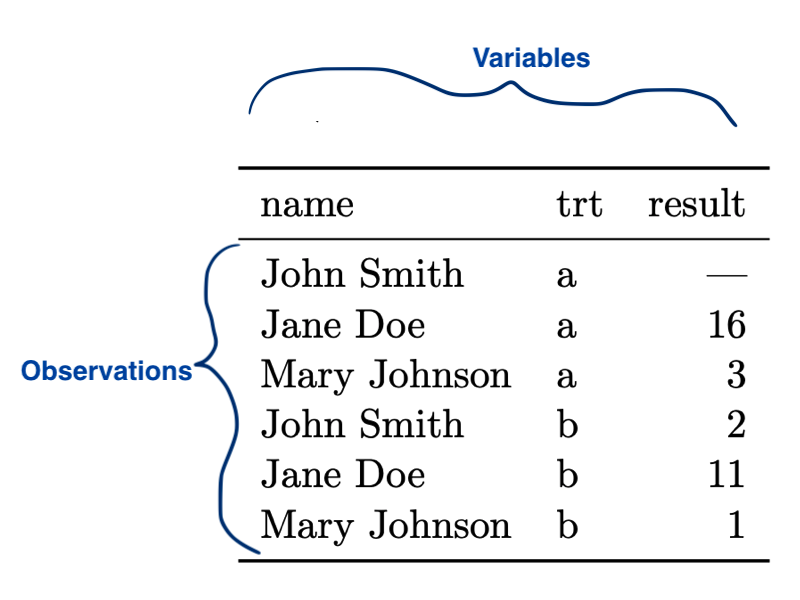 Variables
name trt result
John Smith a —
Jane Doe a 16
Mary Johnson a 3
Observations
John Smith b 2
Jane Doe b 11
Mary Johnson b 1